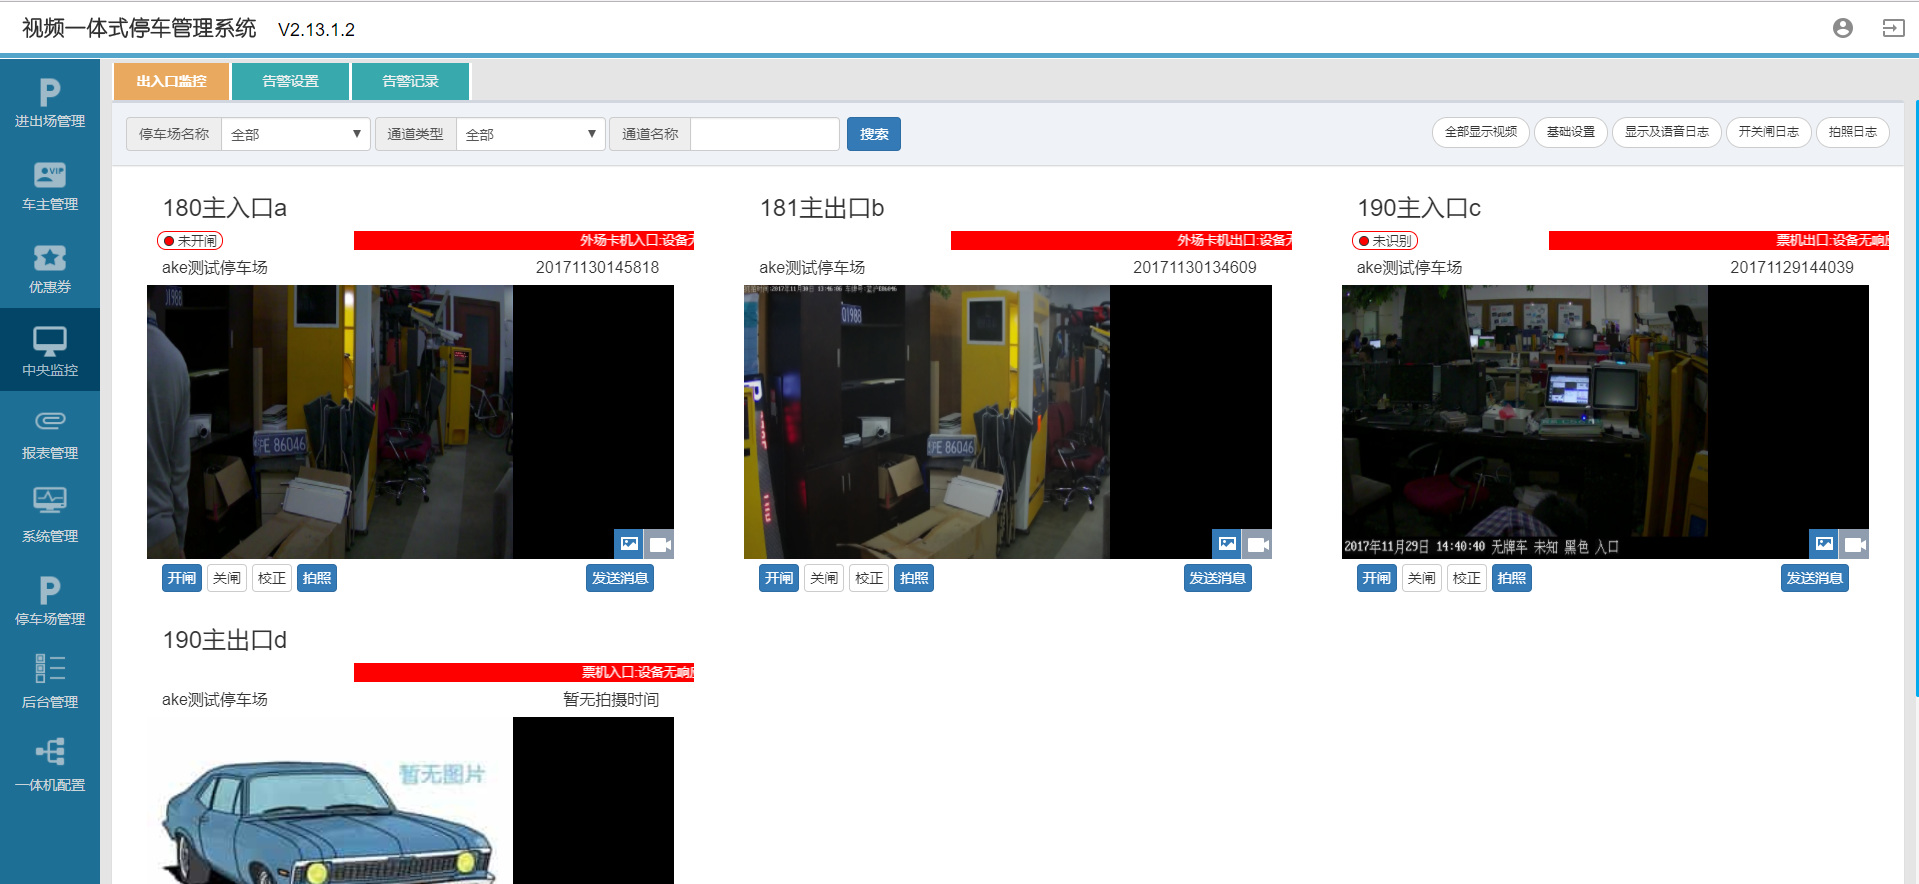 视频一体式停车管理系统 V2.13.1.2
进出场管理
车主管理
优惠券
中央监控
报表管理
系统管理
停车场管理
后台管理
一体机配置
出入口监控 告警设置 告警记录
停车场名称 全部 通道类型 全部 通道名称 搜索
全部显示视频 基础设置 显示及语音日志 开关闸日志 拍照日志
180主入口a
未开闸 外场卡机入口:设备无
ake测试停车场 20171130145818
01988
沪E 86046
开闸 关闸 校正 拍照 发送消息
181主出口b
外场卡机出口:设备无
ake测试停车场 20171130134609
01988
沪E 86046
开闸 关闸 校正 拍照 发送消息
190主入口c
未识别 票机出口:设备无响应
ake测试停车场 20171129144039
2017年11月29日 14:40:40 无牌车 未知 黑色 入口
开闸 关闸 校正 拍照 发送消息
190主出口d
票机入口:设备无响应
ake测试停车场 暂无拍摄时间
暂无图片